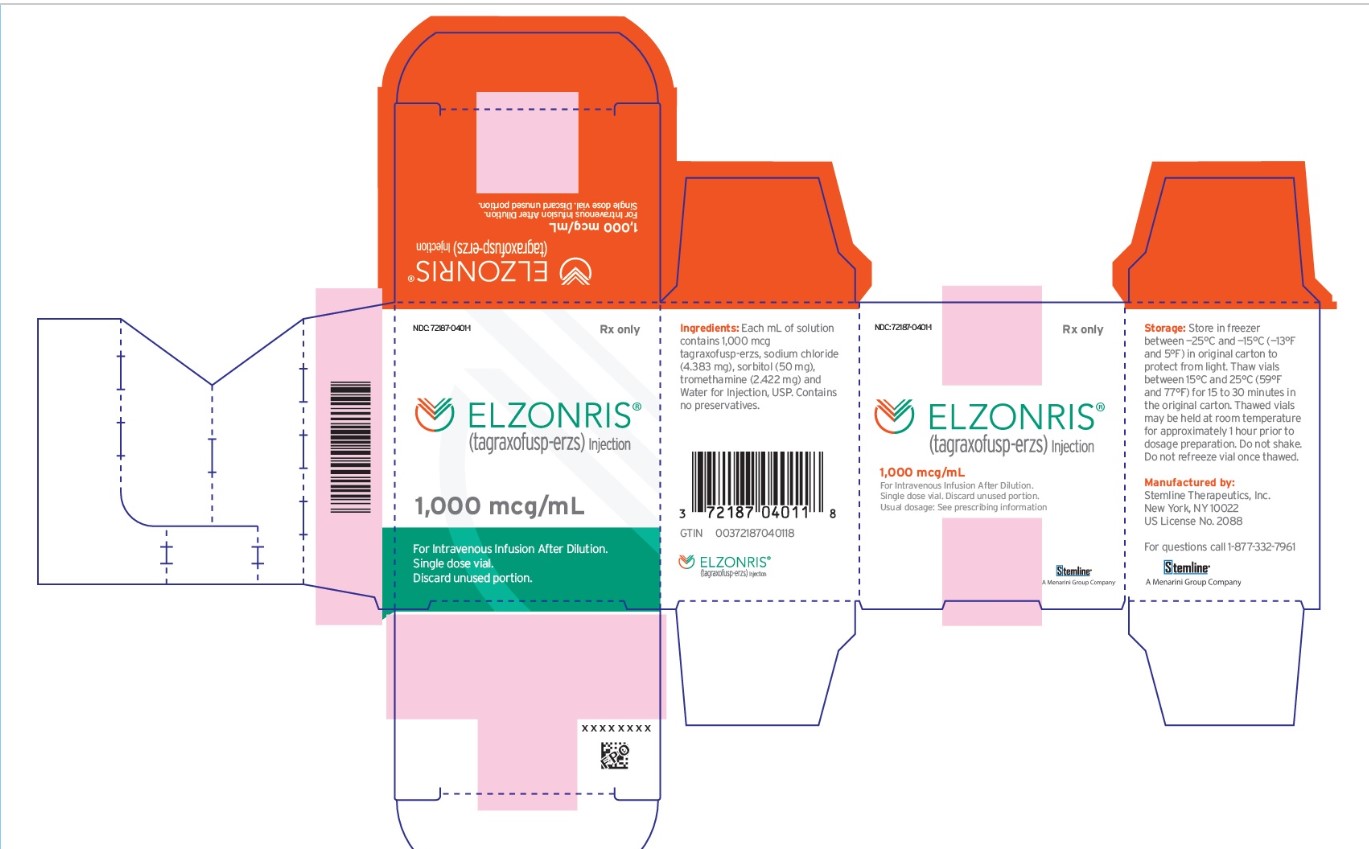 Single dose vial. Discard unused portion.
For Intravenous Infusion After Dilution.
1,000 mcg/mL
(tagraxofusp-erzs) Injection
ELZONRIS®
NDC: 72187-0401-1
Rx only
ELZONRIS®
(tagraxofusp-erzs) Injection
1,000 mcg/mL
For Intravenous Infusion After Dilution.
Single dose vial.
Discard unused portion.
XXXXXXXX
Ingredients: Each mL of solution
contains 1,000 mcg
tagraxofusp-erzs, sodium chloride
(4.383 mg), sorbitol (50 mg),
tromethamine (2.422 mg) and
Water for Injection, USP. Contains
no preservatives.
3 72187 04011 8
GTIN 00372187040118
ELZONRIS®
(tagraxofusp-erzs) Injection
NDC: 72187-0401-1
Rx only
ELZONRIS®
(tagraxofusp-erzs) Injection
1,000 mcg/mL
For Intravenous Infusion After Dilution.
Single dose vial. Discard unused portion.
Usual dosage: See prescribing information
Stemline®
A Menarini Group Company
Storage: Store in freezer
between –25°C and –15°C (–13°F
and 5°F) in original carton to
protect from light. Thaw vials
between 15°C and 25°C (59°F
and 77°F) for 15 to 30 minutes in
the original carton. Thawed vials
may be held at room temperature
for approximately 1 hour prior to
dosage preparation. Do not shake.
Do not refreeze vial once thawed.
Manufactured by:
Stemline Therapeutics, Inc.
New York, NY 10022
US License No. 2088
For questions call 1-877-332-7961
Stemline®
A Menarini Group Company